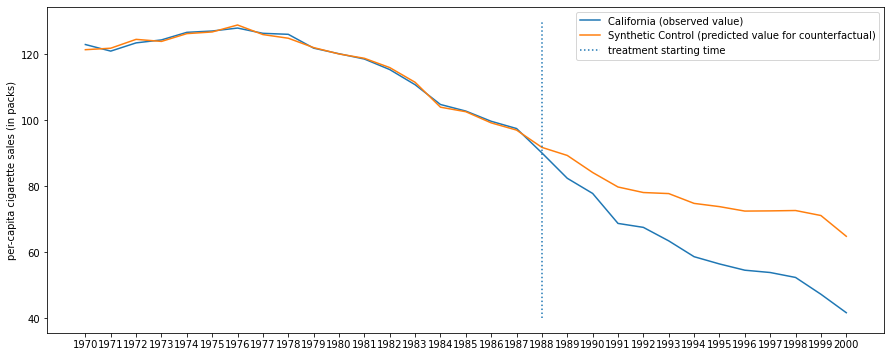 California (observed value)
Synthetic Control (predicted value for counterfactual)
treatment starting time
per-capita cigarette sales (in packs)
120
100
80
60
40
1970 1971 1972 1973 1974 1975 1976 1977 1978 1979 1980 1981 1982 1983 1984 1985 1986 1987 1988 1989 1990 1991 1992 1993 1994 1995 1996 1997 1998 1999 2000